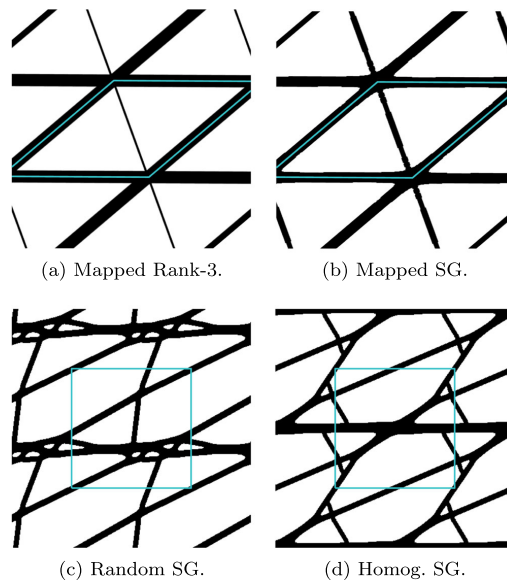 (a) Mapped Rank-3.
(b) Mapped SG.
(c) Random SG.
(d) Homog. SG.